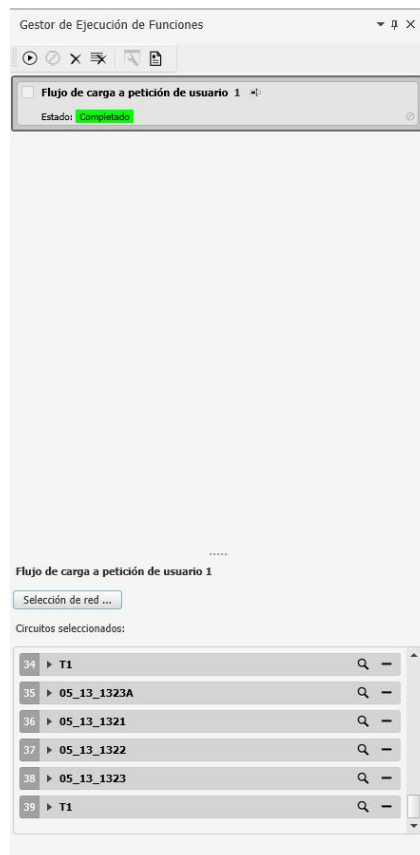 Gestor de Ejecución de Funciones
Flujo de carga a petición de usuario 1
Estado: Completado
Flujo de carga a petición de usuario 1
Selección de red ...
Circuitos seleccionados:
34 T1
35 05_13_1323A
36 05_13_1321
37 05_13_1322
38 05_13_1323
39 T1